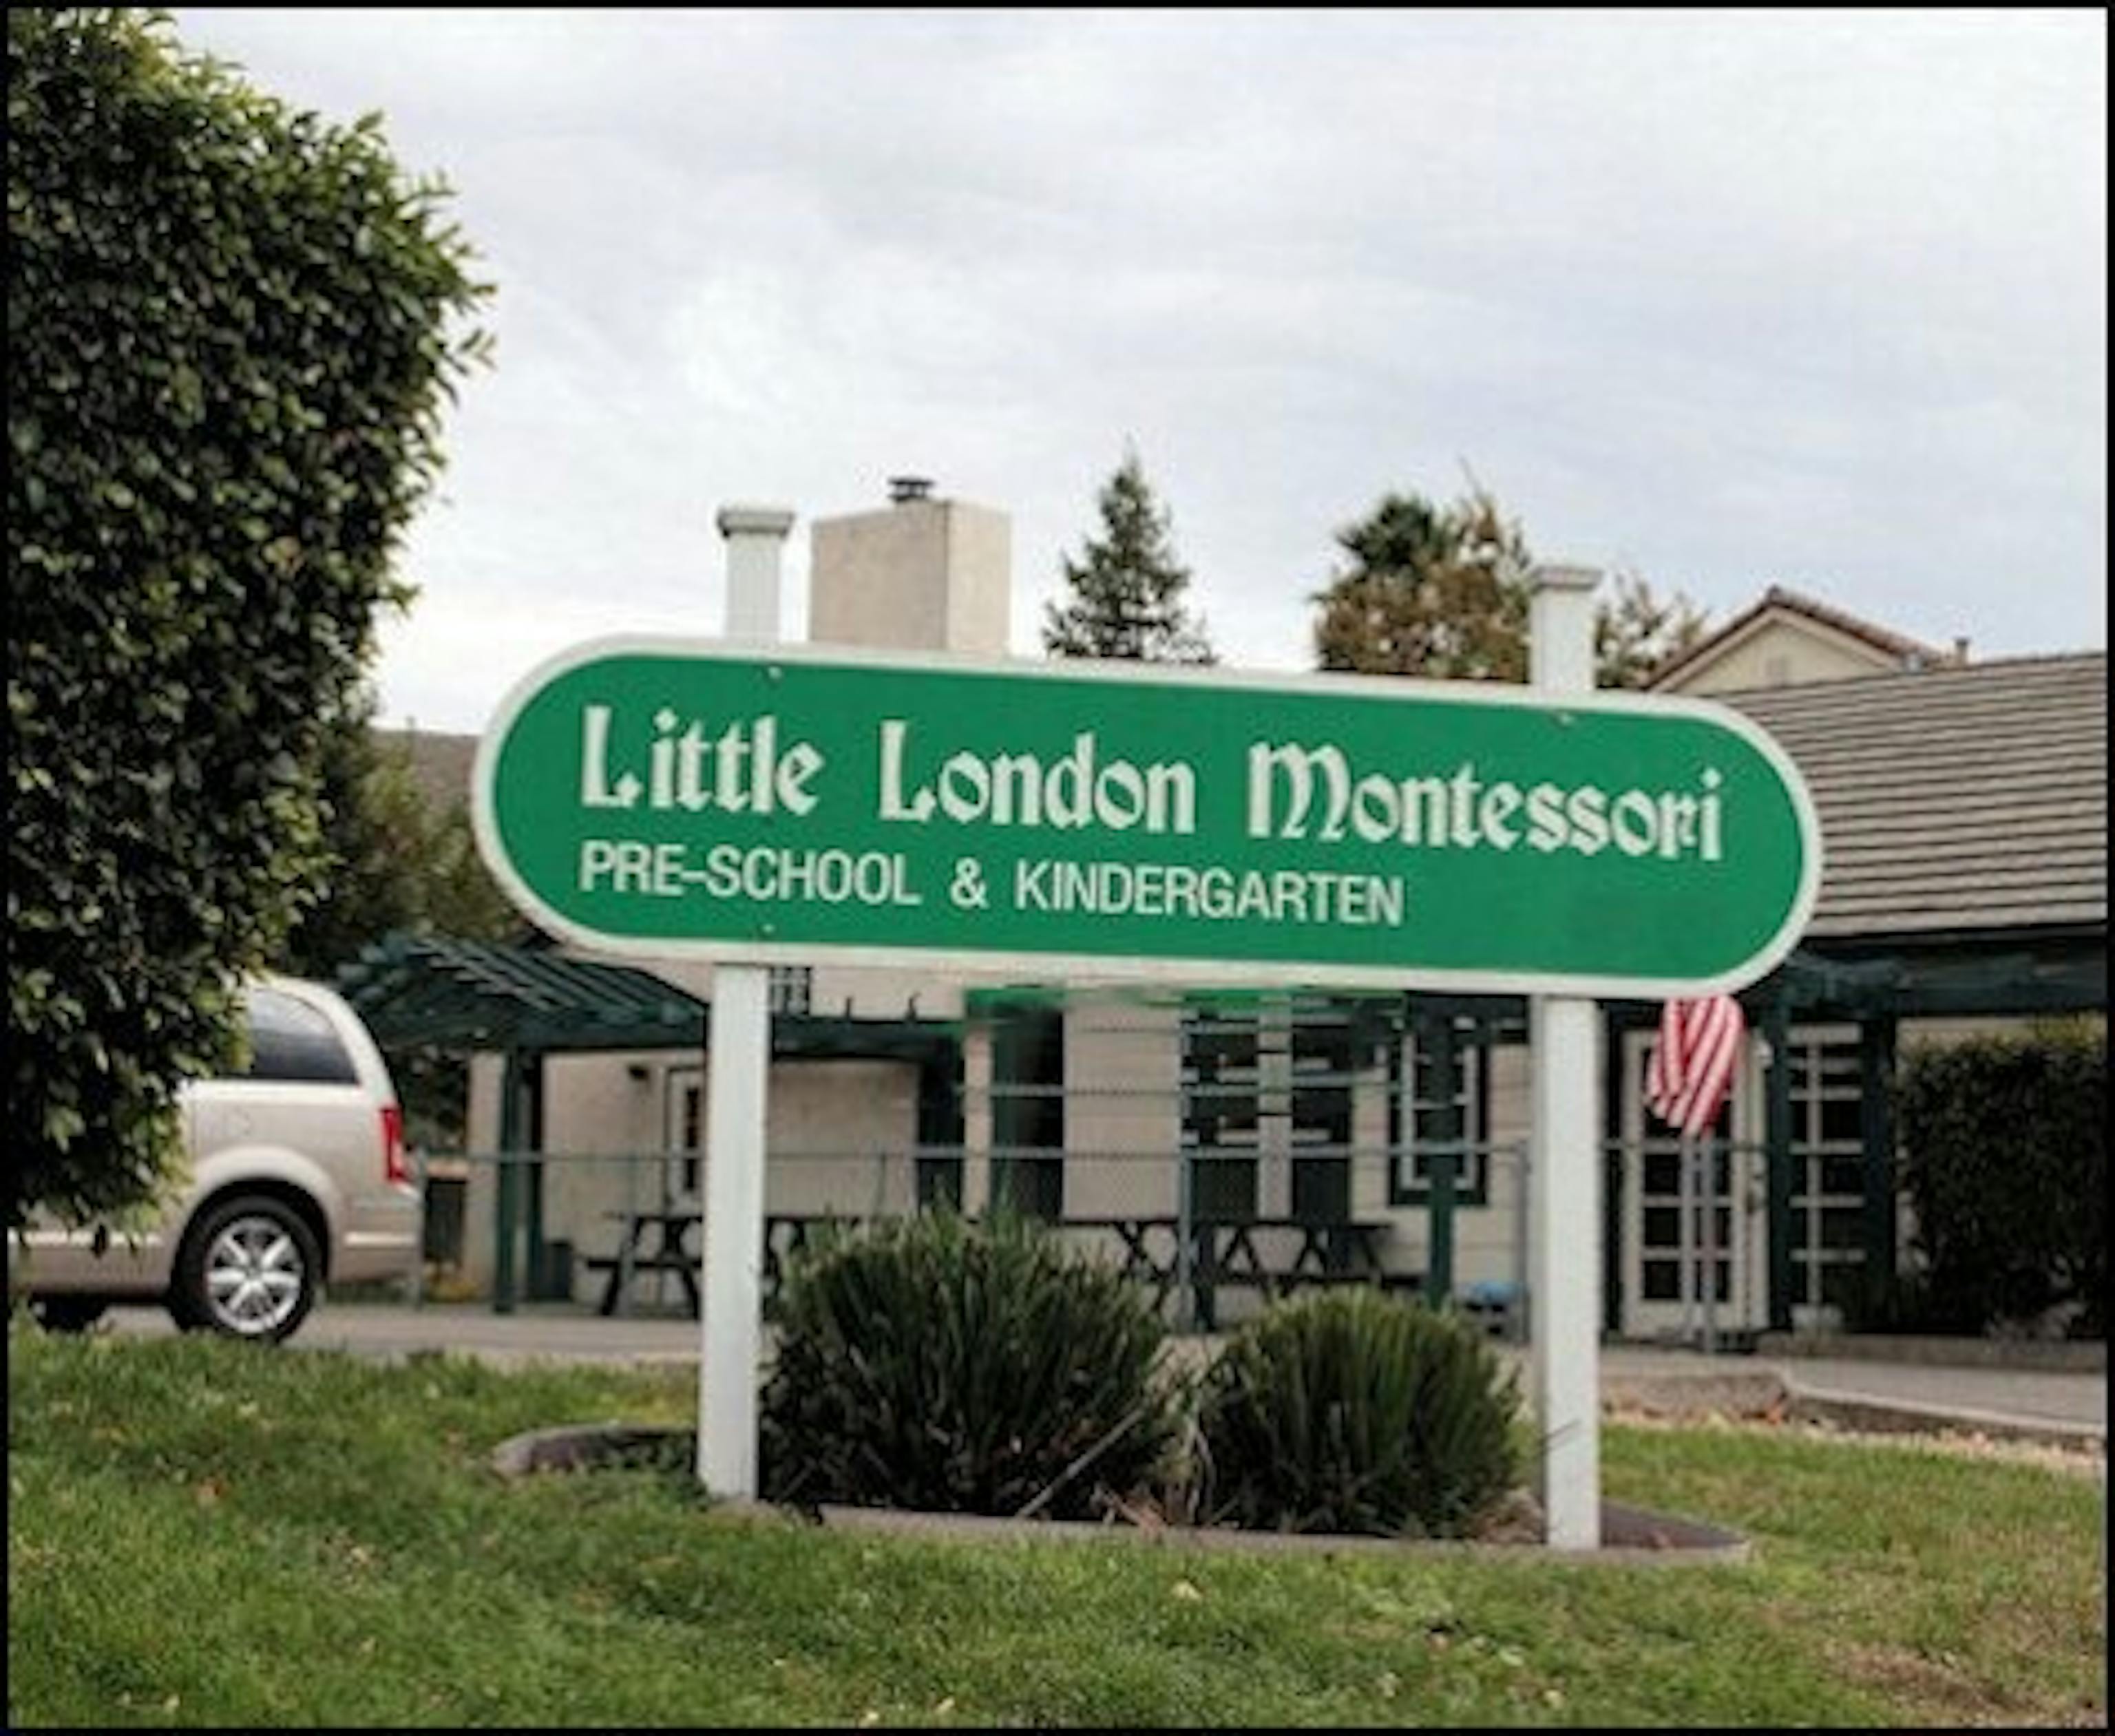 Little London Montessori
PRE-SCHOOL & KINDERGARTEN